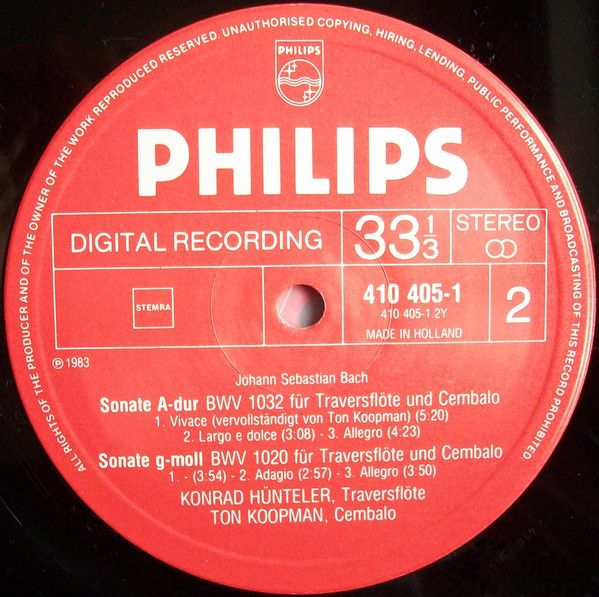 ALL RIGHTS OF THE PRODUCER AND OF THE OWNER OF THE WORK REPRODUCED RESERVED. UNAUTHORISED COPYING, HIRING, LENDING, PUBLIC PERFORMANCE AND BROADCASTING OF THIS RECORD PROHIBITED
PHILIPS
PHILIPS
DIGITAL RECORDING
33 1/3
STEREO
STEMRA
410 405-1
410 405-1.2Y
MADE IN HOLLAND
2
℗ 1983
Johann Sebastian Bach
Sonate A-dur BWV 1032 für Traversflöte und Cembalo
1. Vivace (vervollständigt von Ton Koopman) (5:20)
2. Largo e dolce (3:08) - 3. Allegro (4:23)
Sonate g-moll BWV 1020 für Traversflöte und Cembalo
1. - (3:54) - 2. Adagio (2:57) - 3. Allegro (3:50)
KONRAD HÜNTELER, Traversflöte
TON KOOPMAN, Cembalo